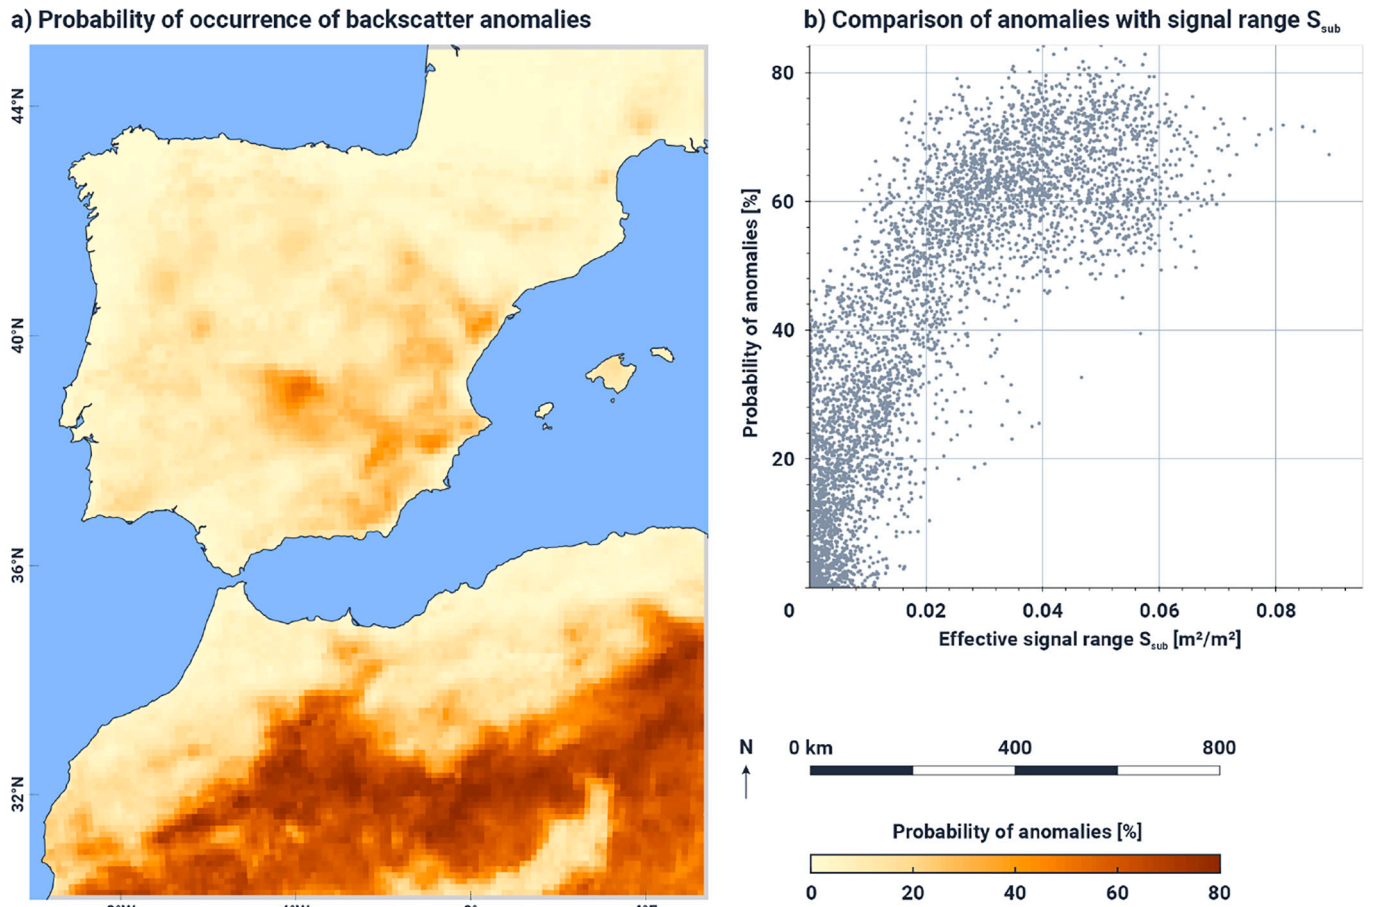 a) Probability of occurrence of backscatter anomalies
44°N
40°N
36°N
32°N
b) Comparison of anomalies with signal range Ssub
Probability of anomalies [%]
80
60
40
20
0
0.02
0.04
0.06
0.08
Effective signal range Ssub [m²/m²]
N
0 km
400
800
Probability of anomalies [%]
0
20
40
60
80